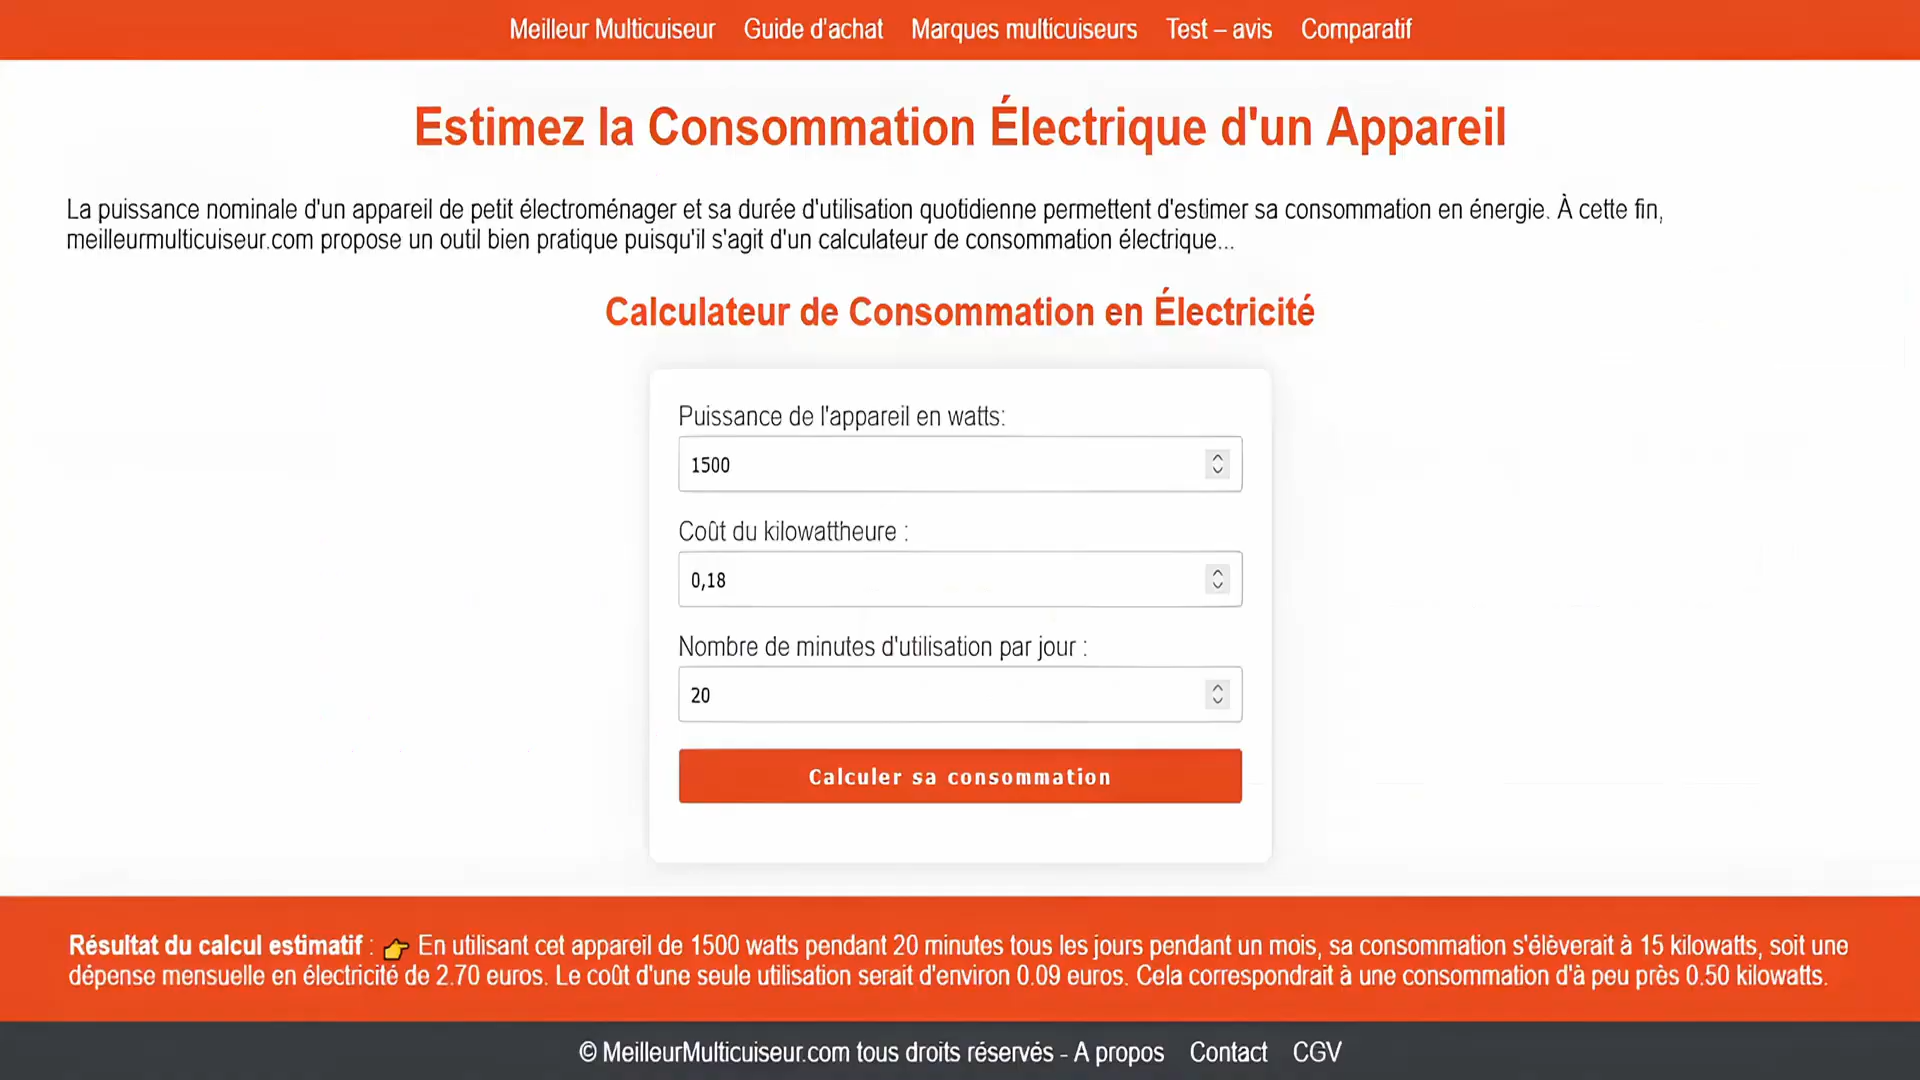 Meilleur Multicuiseur Guide d'achat Marques multicuiseurs Test – avis Comparatif
Estimez la Consommation Électrique d'un Appareil
La puissance nominale d'un appareil de petit électroménager et sa durée d'utilisation quotidienne permettent d'estimer sa consommation en énergie. À cette fin,
meilleurmulticuiseur.com propose un outil bien pratique puisqu'il s'agit d'un calculateur de consommation électrique...
Calculateur de Consommation en Électricité
Puissance de l'appareil en watts:
1500
Coût du kilowattheure :
0,18
Nombre de minutes d'utilisation par jour :
20
Calculer sa consommation
Résultat du calcul estimatif : 👉 En utilisant cet appareil de 1500 watts pendant 20 minutes tous les jours pendant un mois, sa consommation s'élèverait à 15 kilowatts, soit une
dépense mensuelle en électricité de 2.70 euros. Le coût d'une seule utilisation serait d'environ 0.09 euros. Cela correspondrait à une consommation d'à peu près 0.50 kilowatts.
© MeilleurMulticuiseur.com tous droits réservés - A propos Contact CGV